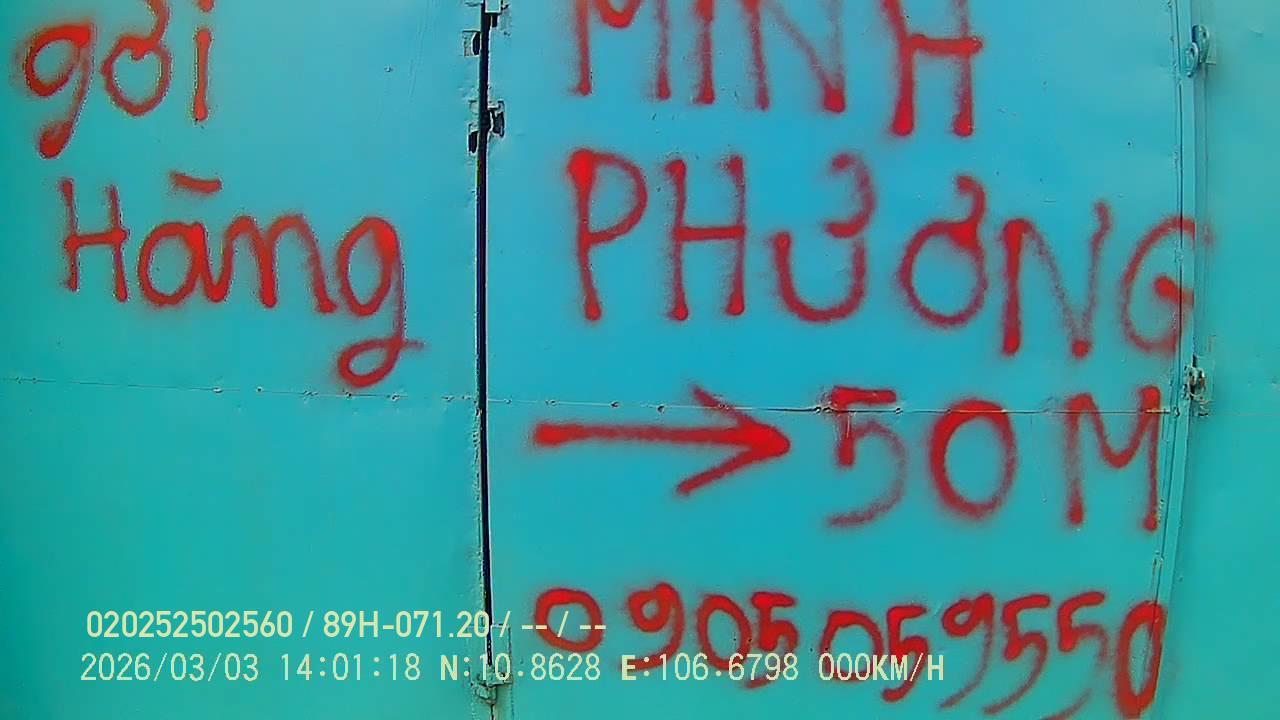 gởi
Hãng
MINH
PHƯƠNG
→ 50M
0905059550
020252502560 / 89H-071.20 / -- / --
2026/03/03 14:01:18 N:10.8628 E:106.6798 000KM/H